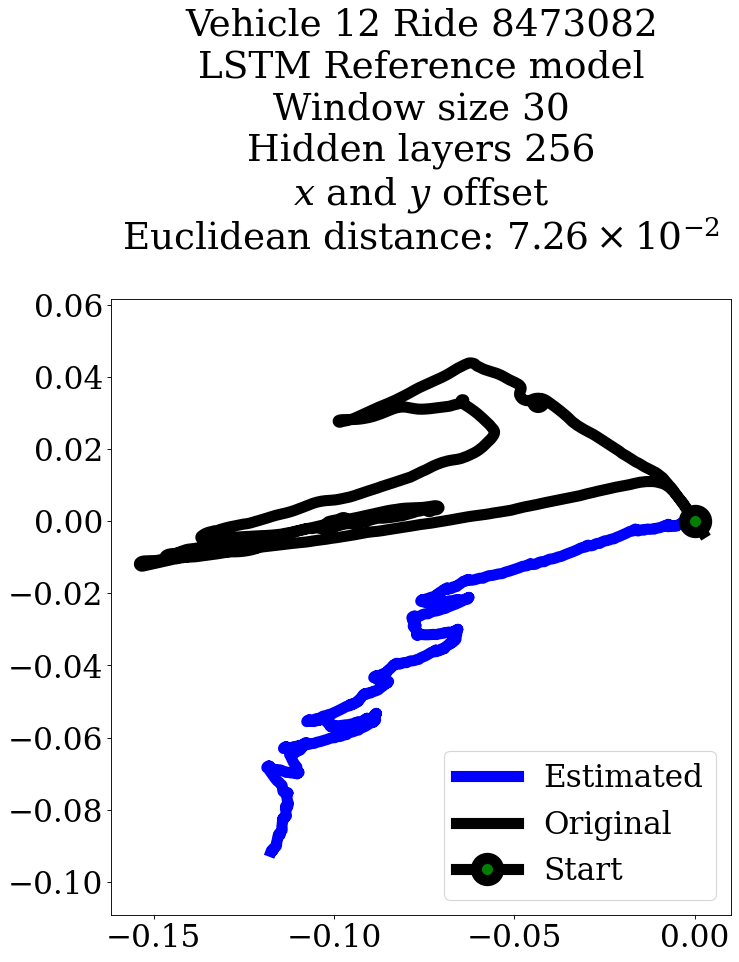 Vehicle 12 Ride 8473082
LSTM Reference model
Window size 30
Hidden layers 256
x and y offset
Euclidean distance: 7.26 × 10⁻²
0.06
0.04
0.02
0.00
−0.02
−0.04
−0.06
−0.08
−0.10
Estimated
Original
Start
−0.15 −0.10 −0.05 0.00